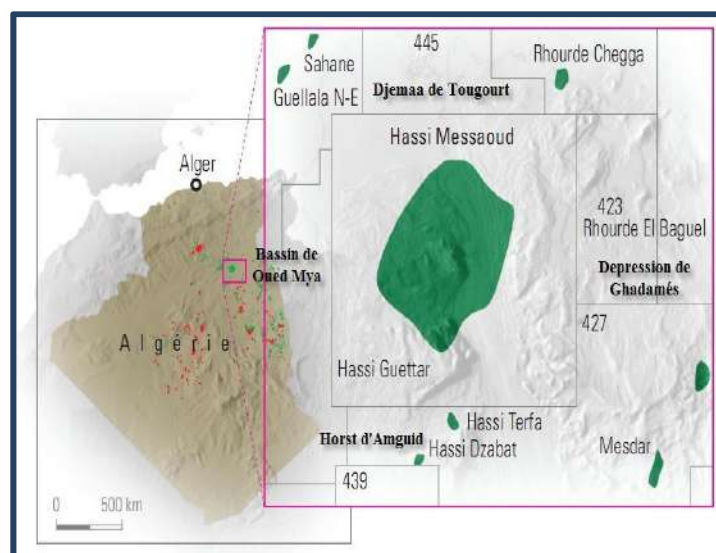 445
Sahane
Rhourde Chegga
Guellala N-E
Djemaa de Tougourt
Hassi Messaoud
Alger
423
Rhourde El Baguel
Bassin de
Oued Mya
Depression de
Ghadamés
427
Algérie
Hassi Guettar
Hassi Terfa
Horst d'Amguid
Hassi Dzabat
Mesdar
439
0 500 km